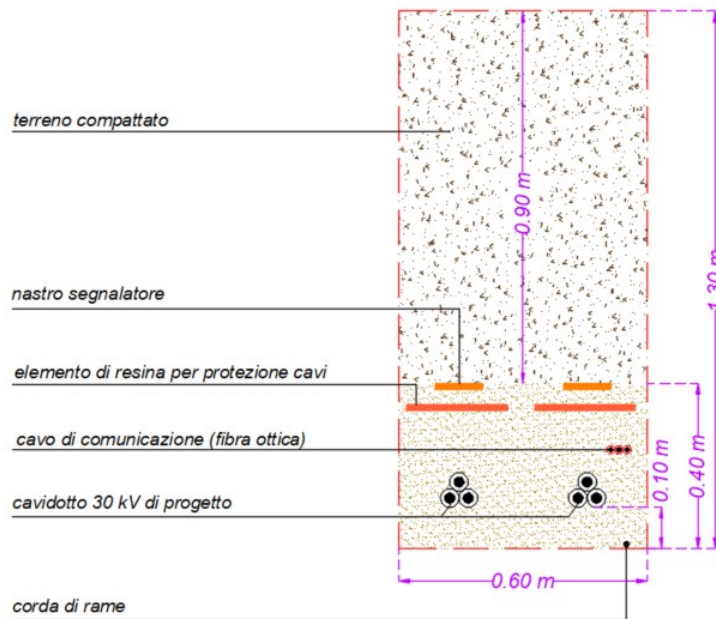 terreno compattato
0.90 m
1.30 m
nastro segnalatore
elemento di resina per protezione cavi
cavo di comunicazione (fibra ottica)
0.10 m
0.40 m
cavidotto 30 kV di progetto
0.60 m
corda di rame